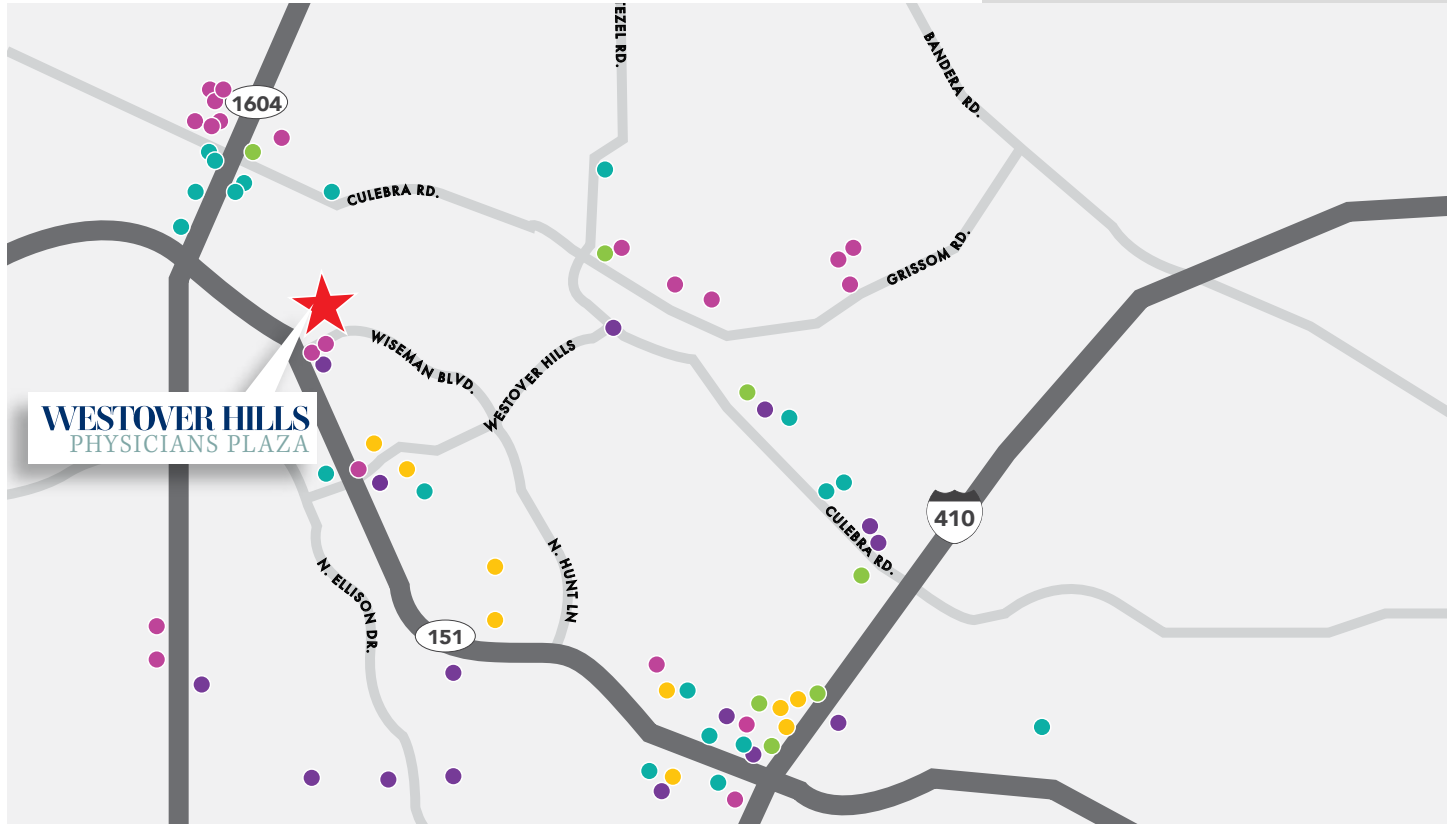 EZEL RD.
BANDERA RD.
1604
CULEBRA RD.
GRISSOM RD.
WISEMAN BLVD.
WESTOVER HILLS
WESTOVER HILLS
PHYSICIANS PLAZA
CULEBRA RD.
410
N. HUNT LN
N. ELLISON DR.
151